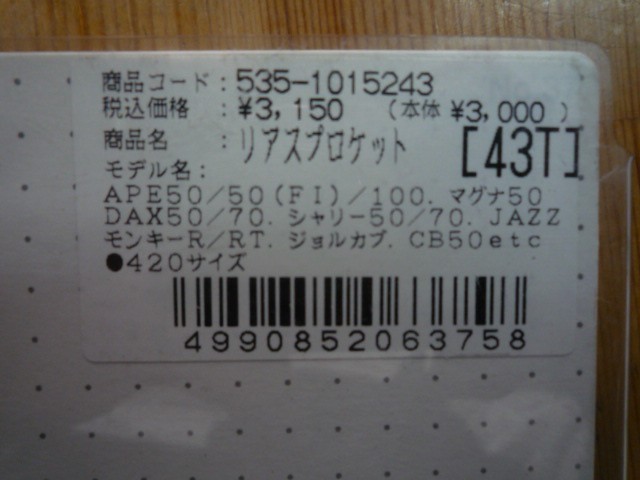 商品コード：535-1015243
税込価格：¥3,150 （本体 ¥3,000）
商品名：リアスプロケット [43T]
モデル名：
APE50/50(FI)/100. マグナ50
DAX50/70. シャリー50/70. JAZZ
モンキーR/RT. ジョルカブ. CB50etc
●420サイズ
4990852063758